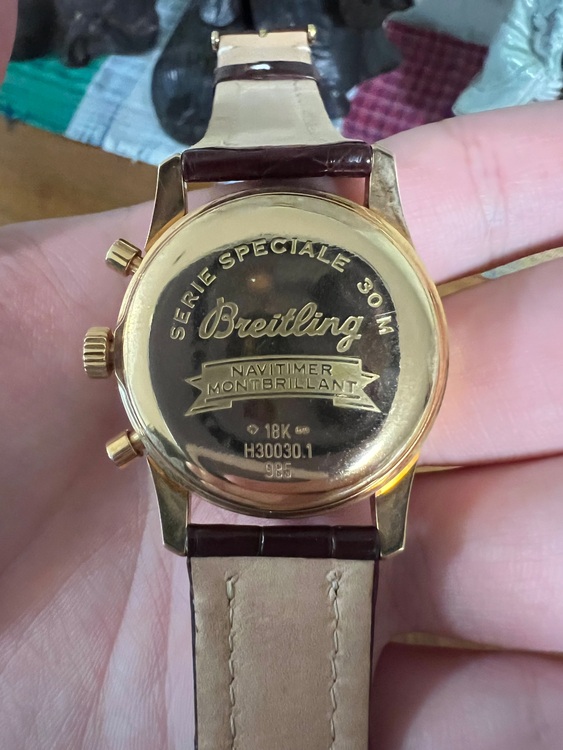 SERIE SPECIALE 30 M
Breitling
NAVITIMER
MONTBRILLANT
18K
H30030.1
985